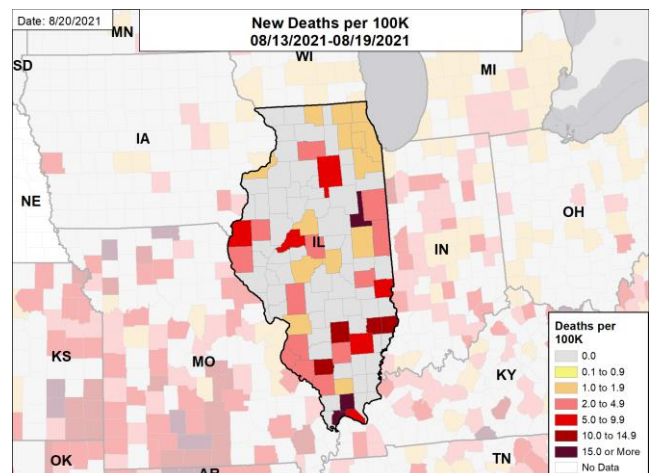 Date: 8/20/2021
New Deaths per 100K
08/13/2021-08/19/2021
MN
SD
WI
MI
IA
NE
IL
IN
OH
KS
MO
KY
OK
AR
TN
Deaths per
100K
0.0
0.1 to 0.9
1.0 to 1.9
2.0 to 4.9
5.0 to 9.9
10.0 to 14.9
15.0 or More
No Data